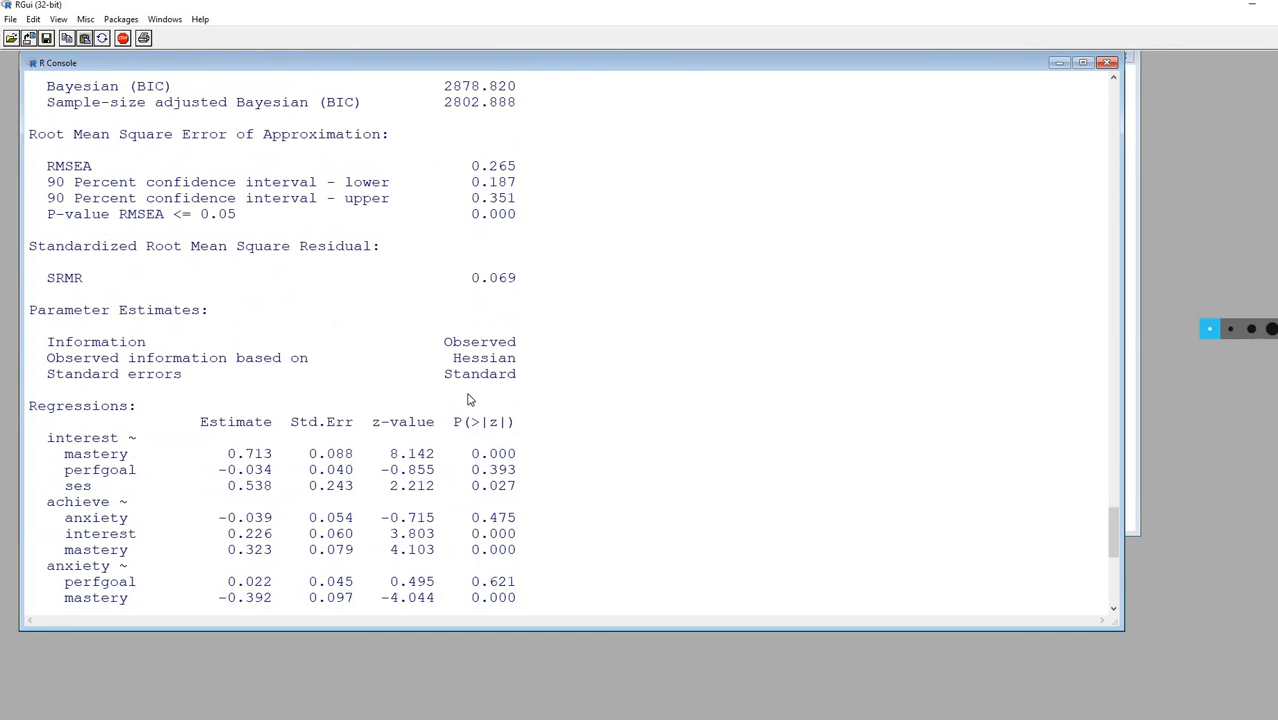 RGui (32-bit)
File Edit View Misc Packages Windows Help
STOP
R Console
Bayesian (BIC) 2878.820
Sample-size adjusted Bayesian (BIC) 2802.888
Root Mean Square Error of Approximation:
RMSEA 0.265
90 Percent confidence interval - lower 0.187
90 Percent confidence interval - upper 0.351
P-value RMSEA <= 0.05 0.000
Standardized Root Mean Square Residual:
SRMR 0.069
Parameter Estimates:
Information Observed
Observed information based on Hessian
Standard errors Standard
Regressions:
Estimate Std.Err z-value P(>|z|)
interest ~
mastery 0.713 0.088 8.142 0.000
perfgoal -0.034 0.040 -0.855 0.393
ses 0.538 0.243 2.212 0.027
achieve ~
anxiety -0.039 0.054 -0.715 0.475
interest 0.226 0.060 3.803 0.000
mastery 0.323 0.079 4.103 0.000
anxiety ~
perfgoal 0.022 0.045 0.495 0.621
mastery -0.392 0.097 -4.044 0.000